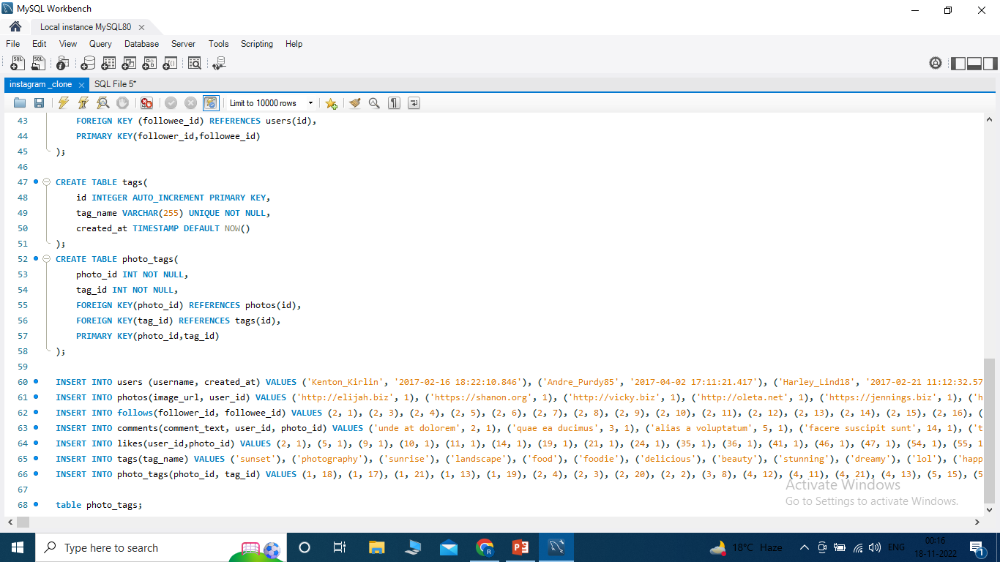 MySQL Workbench
Local instance MySQL80
File Edit View Query Database Server Tools Scripting Help
instagram _clone SQL File 5*
Limit to 10000 rows
43 FOREIGN KEY (followee_id) REFERENCES users(id),
44 PRIMARY KEY(follower_id,followee_id)
45 );
46
47 CREATE TABLE tags(
48 id INTEGER AUTO_INCREMENT PRIMARY KEY,
49 tag_name VARCHAR(255) UNIQUE NOT NULL,
50 created_at TIMESTAMP DEFAULT NOW()
51 );
52 CREATE TABLE photo_tags(
53 photo_id INT NOT NULL,
54 tag_id INT NOT NULL,
55 FOREIGN KEY(photo_id) REFERENCES photos(id),
56 FOREIGN KEY(tag_id) REFERENCES tags(id),
57 PRIMARY KEY(photo_id,tag_id)
58 );
59
60 INSERT INTO users (username, created_at) VALUES ('Kenton_Kirlin', '2017-02-16 18:22:10.846'), ('Andre_Purdy85', '2017-04-02 17:11:21.417'), ('Harley_Lind18', '2017-02-21 11:12:32.57
61 INSERT INTO photos(image_url, user_id) VALUES ('http://elijah.biz', 1), ('https://shanon.org', 1), ('http://vicky.biz', 1), ('http://oleta.net', 1), ('https://jennings.biz', 1), ('h
62 INSERT INTO follows(follower_id, followee_id) VALUES (2, 1), (2, 3), (2, 4), (2, 5), (2, 6), (2, 7), (2, 8), (2, 9), (2, 10), (2, 11), (2, 12), (2, 13), (2, 14), (2, 15), (2, 16), (
63 INSERT INTO comments(comment_text, user_id, photo_id) VALUES ('unde at dolorem', 2, 1), ('quae ea ducimus', 3, 1), ('alias a voluptatum', 5, 1), ('facere suscipit sunt', 14, 1), ('t
64 INSERT INTO likes(user_id,photo_id) VALUES (2, 1), (5, 1), (9, 1), (10, 1), (11, 1), (14, 1), (19, 1), (21, 1), (24, 1), (35, 1), (36, 1), (41, 1), (46, 1), (47, 1), (54, 1), (55, 1
65 INSERT INTO tags(tag_name) VALUES ('sunset'), ('photography'), ('sunrise'), ('landscape'), ('food'), ('foodie'), ('delicious'), ('beauty'), ('stunning'), ('dreamy'), ('lol'), ('happ
66 INSERT INTO photo_tags(photo_id, tag_id) VALUES (1, 18), (1, 17), (1, 21), (1, 13), (1, 19), (2, 4), (2, 3), (2, 20), (2, 2), (3, 8), (4, 12), (4, 11), (4, 21), (4, 13), (5, 15), (5
67
68 table photo_tags;
Activate Windows
Go to Settings to activate Windows.
Type here to search
18°C Haze
ENG
00:16
18-11-2022
1